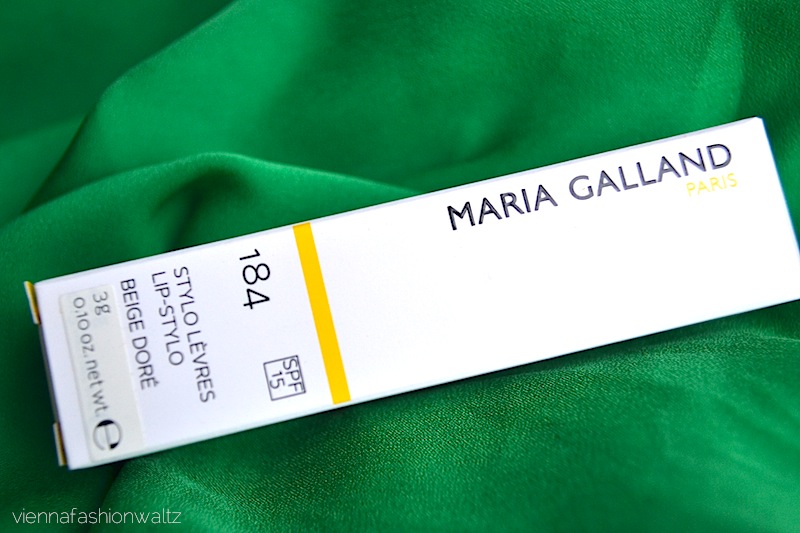 MARIA GALLAND
PARIS
184
SPF
15
STYLO LÈVRES
LIP-STYLO
BEIGE DORÉ
3g
0.10 oz. net wt. e
viennafashionwaltz